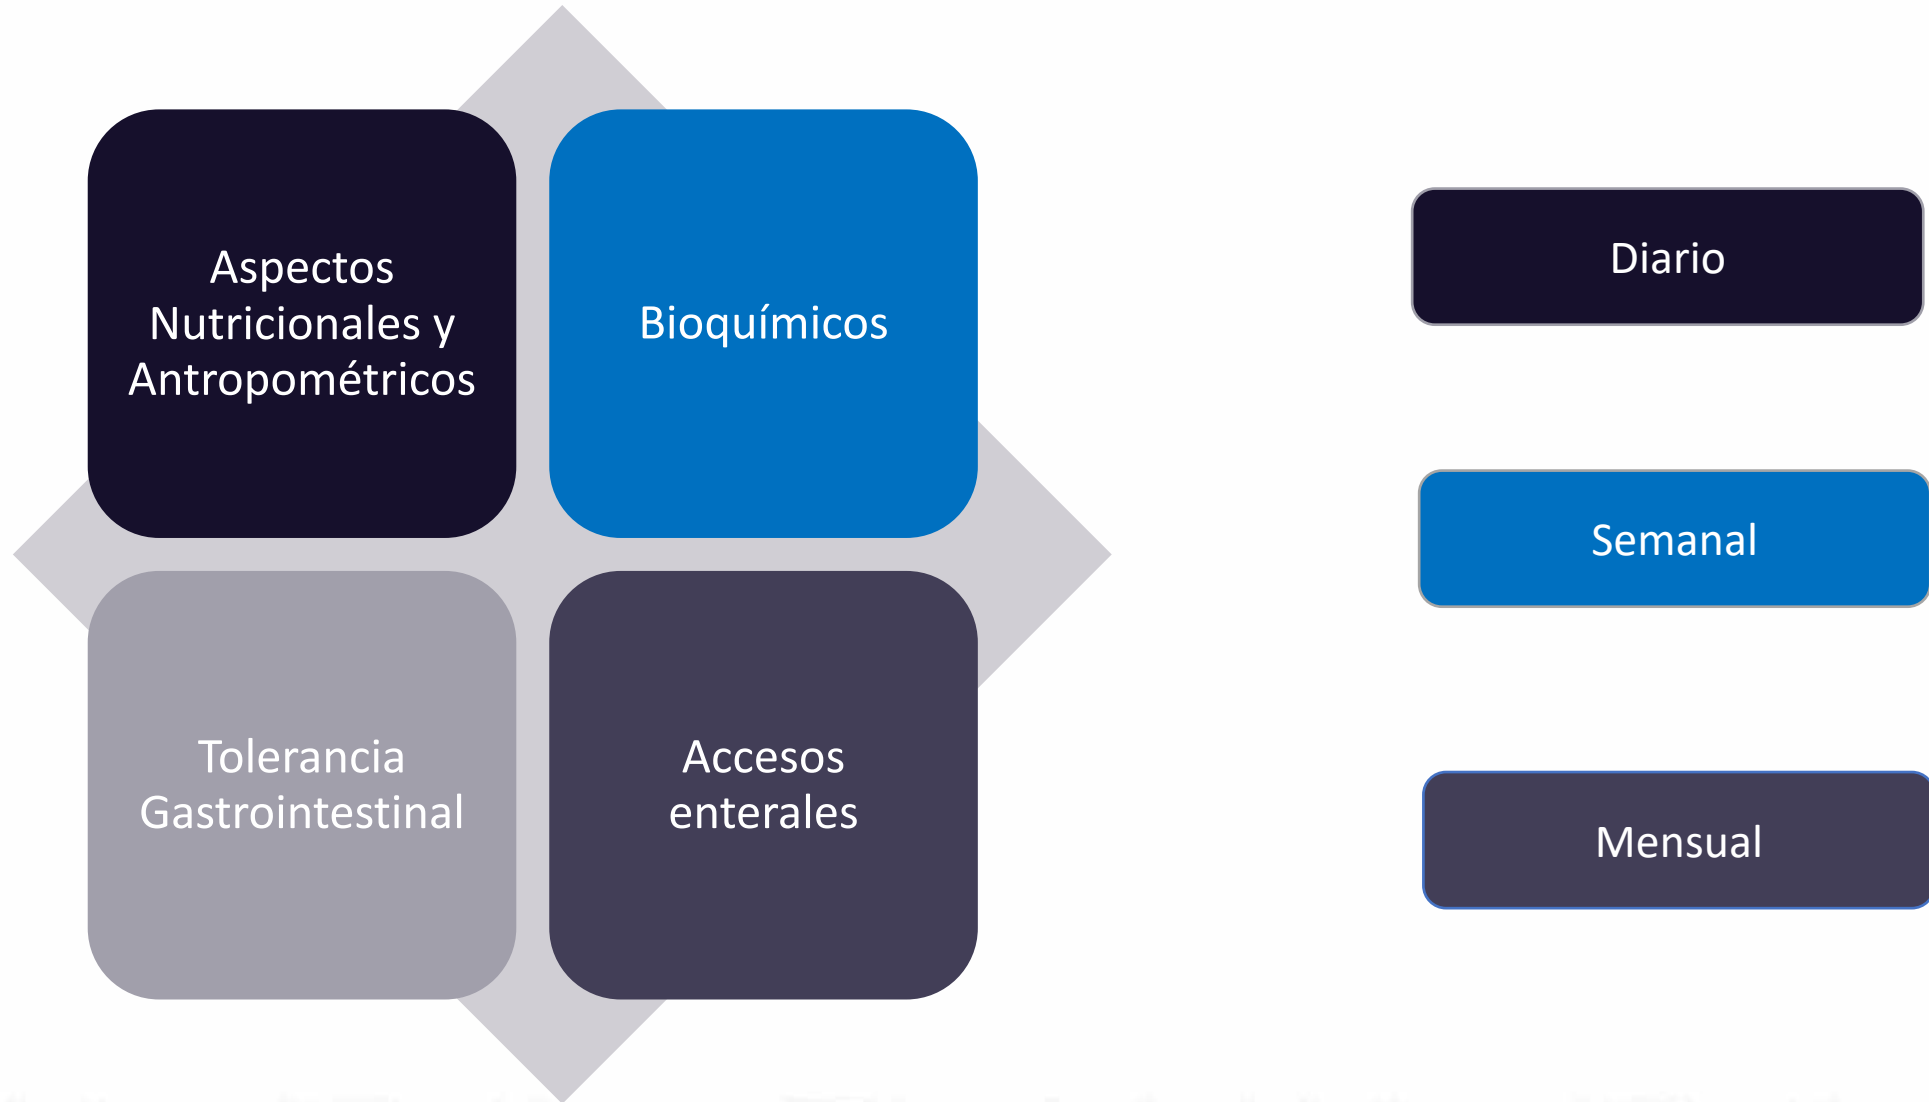 Aspectos
Nutricionales y
Antropométricos
Bioquímicos
Tolerancia
Gastrointestinal
Accesos
enterales
Diario
Semanal
Mensual